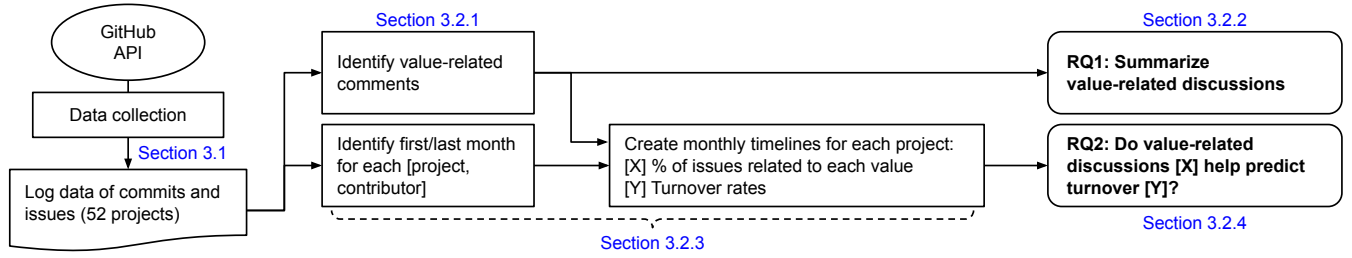 GitHub
API
Data collection
Section 3.1
Log data of commits and
issues (52 projects)
Section 3.2.1
Identify value-related
comments
Identify first/last month
for each [project,
contributor]
Create monthly timelines for each project:
[X] % of issues related to each value
[Y] Turnover rates
Section 3.2.3
Section 3.2.2
RQ1: Summarize
value-related discussions
RQ2: Do value-related
discussions [X] help predict
turnover [Y]?
Section 3.2.4